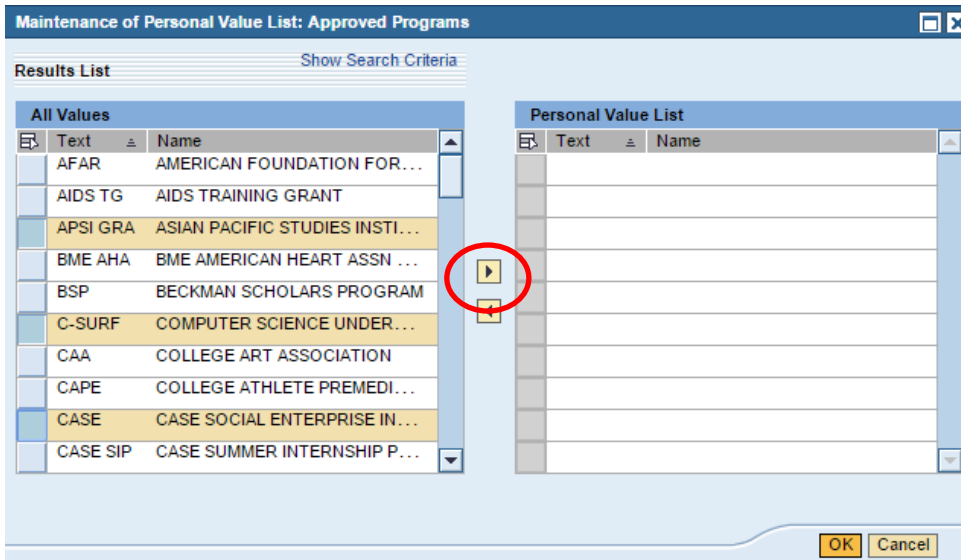 Maintenance of Personal Value List: Approved Programs
Show Search Criteria
Results List
All Values
Text Name
AFAR AMERICAN FOUNDATION FOR...
AIDS TG AIDS TRAINING GRANT
APSI GRA ASIAN PACIFIC STUDIES INSTI...
BME AHA BME AMERICAN HEART ASSN ...
BSP BECKMAN SCHOLARS PROGRAM
C-SURF COMPUTER SCIENCE UNDER...
CAA COLLEGE ART ASSOCIATION
CAPE COLLEGE ATHLETE PREMEDI...
CASE CASE SOCIAL ENTERPRISE IN...
CASE SIP CASE SUMMER INTERNSHIP P...
Personal Value List
Text Name
OK Cancel